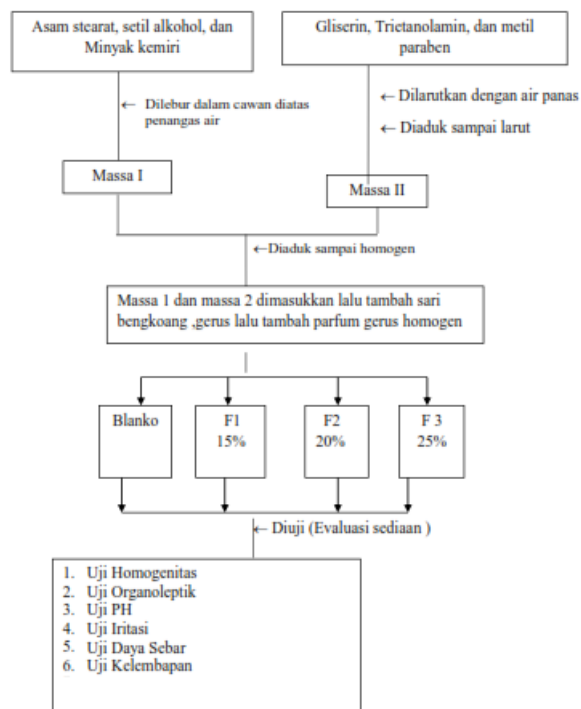 Asam stearat, setil alkohol, dan
Minyak kemiri
Gliserin, Trietanolamin, dan metil
paraben
← Dilebur dalam cawan diatas
penangas air
← Dilarutkan dengan air panas
← Diaduk sampai larut
Massa I
Massa II
←Diaduk sampai homogen
Massa 1 dan massa 2 dimasukkan lalu tambah sari
bengkoang ,gerus lalu tambah parfum gerus homogen
Blanko
F1
15%
F2
20%
F 3
25%
← Diuji (Evaluasi sediaan )
1. Uji Homogenitas
2. Uji Organoleptik
3. Uji PH
4. Uji Iritasi
5. Uji Daya Sebar
6. Uji Kelembapan